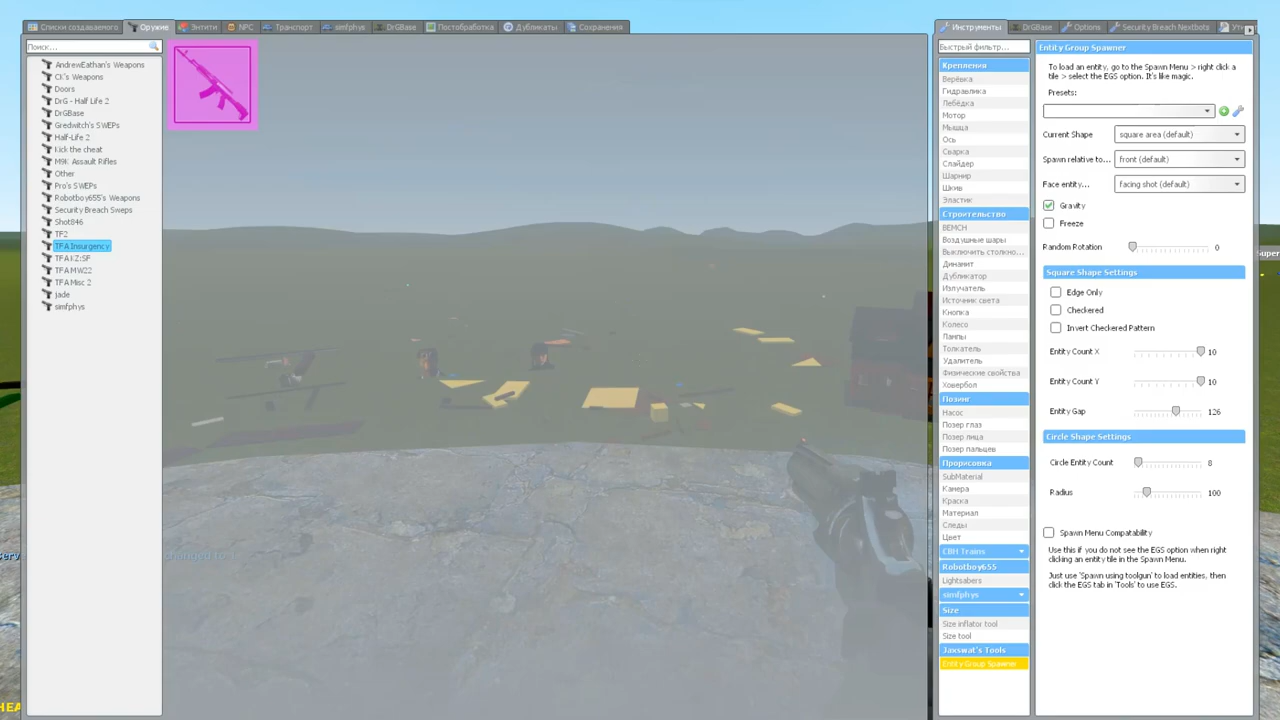 Списки создаваемого
Оружие
Энтити
NPC
Транспорт
simfphys
DrGBase
Постобработка
Дубликаты
Сохранения
Поиск...
AndrewEathan's Weapons
CK's Weapons
Doors
DrG - Half Life 2
DrGBase
Gredwitch's SWEPs
Half-Life 2
Kick the cheat
M9K Assault Rifles
Other
Pro's SWEPs
Robotboy655's Weapons
Security Breach Sweps
Shot846
TF2
TFA Insurgency
TFA KZ:SF
TFA MW22
TFA Misc 2
jade
simfphys
changed to
HEA
Инструменты
DrGBase
Options
Security Breach Nextbots
Быстрый фильтр...
Крепления
Верёвка
Гидравлика
Лебёдка
Мотор
Мышца
Ось
Сварка
Слайдер
Шарнир
Шкив
Эластик
Строительство
BEMCH
Воздушные шары
Выключить столкно...
Динамит
Дубликатор
Излучатель
Источник света
Кнопка
Колесо
Лампы
Толкатель
Удалитель
Физические свойства
Ховербол
Позинг
Насос
Позер глаз
Позер лица
Позер пальцев
Прорисовка
SubMaterial
Камера
Краска
Материал
Следы
Цвет
CBH Trains
Robotboy655
Lightsabers
simfphys
Size
Size inflator tool
Size tool
Jaxswat's Tools
Entity Group Spawner
Entity Group Spawner
To load an entity, go to the Spawn Menu > right click a
tile > select the EGS option. It's like magic.
Presets:
Current Shape square area (default)
Spawn relative to... front (default)
Face entity... facing shot (default)
Gravity
Freeze
Random Rotation 0
Square Shape Settings
Edge Only
Checkered
Invert Checkered Pattern
Entity Count X 10
Entity Count Y 10
Entity Gap 126
Circle Shape Settings
Circle Entity Count 8
Radius 100
Spawn Menu Compatability
Use this if you do not see the EGS option when right
clicking an entity tile in the Spawn Menu.
Just use 'Spawn using toolgun' to load entities, then
click the EGS tab in 'Tools' to use EGS.
Super